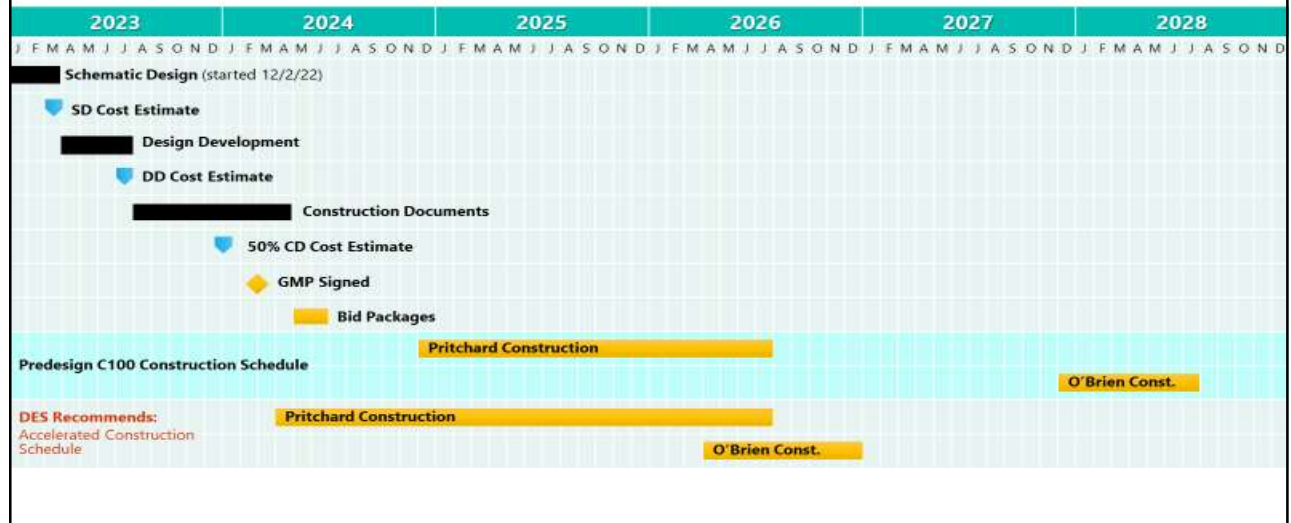 2023 2024 2025 2026 2027 2028
J F M A M J J A S O N D J F M A M J J A S O N D J F M A M J J A S O N D J F M A M J J A S O N D J F M A M J J A S O N D J F M A M J J A S O N D
Schematic Design (started 12/2/22)
SD Cost Estimate
Design Development
DD Cost Estimate
Construction Documents
50% CD Cost Estimate
GMP Signed
Bid Packages
Pritchard Construction
Predesign C100 Construction Schedule
O'Brien Const.
DES Recommends: Pritchard Construction
Accelerated Construction
Schedule
O'Brien Const.